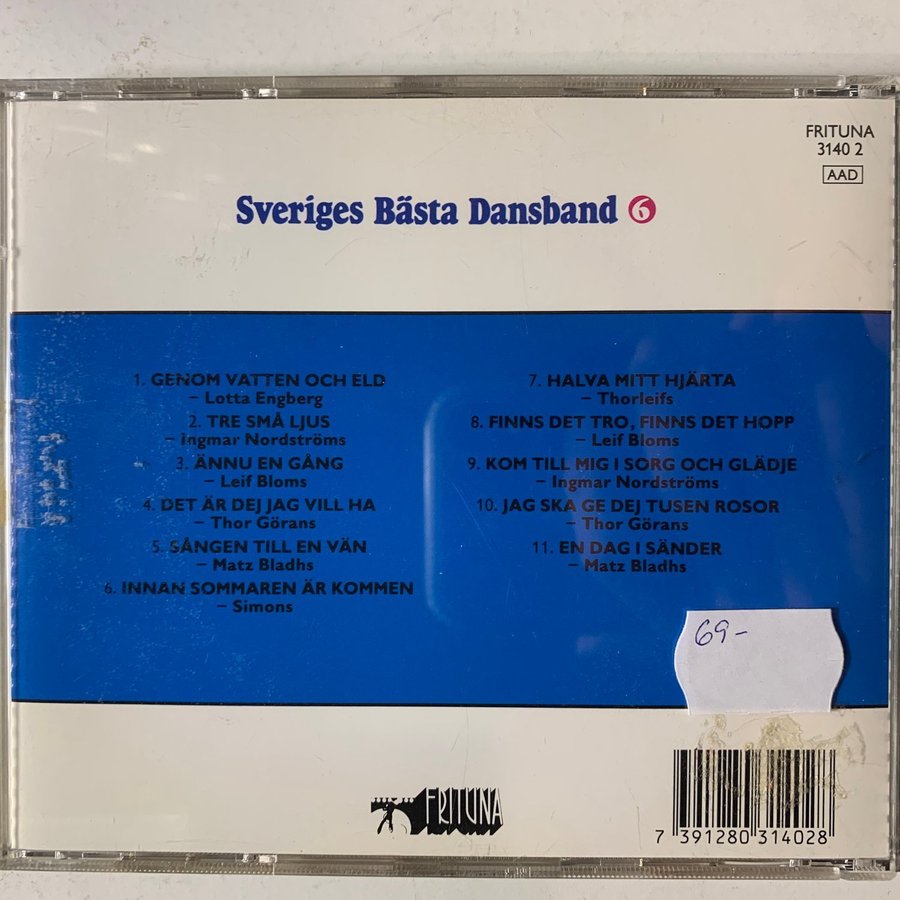 FRITUNA
3140 2
AAD
Sveriges Bästa Dansband 6
1. GENOM VATTEN OCH ELD
– Lotta Engberg
2. TRE SMÅ LJUS
– Ingmar Nordströms
3. ÄNNU EN GÅNG
– Leif Bloms
4. DET ÄR DEJ JAG VILL HA
– Thor Görans
5. SÅNGEN TILL EN VÄN
– Matz Bladhs
6. INNAN SOMMAREN ÄR KOMMEN
– Simons
7. HALVA MITT HJÄRTA
– Thorleifs
8. FINNS DET TRO, FINNS DET HOPP
– Leif Bloms
9. KOM TILL MIG I SORG OCH GLÄDJE
– Ingmar Nordströms
10. JAG SKA GE DEJ TUSEN ROSOR
– Thor Görans
11. EN DAG I SÄNDER
– Matz Bladhs
69-
FRITUNA
7 391280 314028